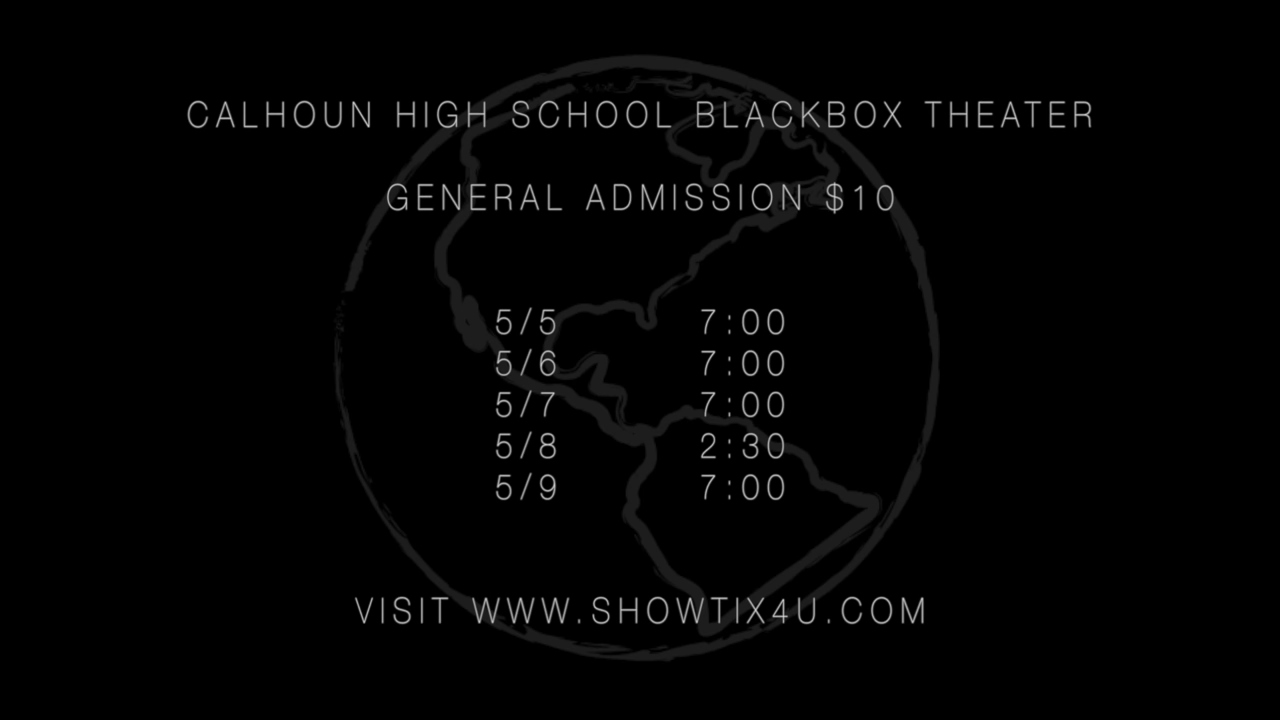 CALHOUN HIGH SCHOOL BLACKBOX THEATER
GENERAL ADMISSION $10
5/5 7:00
5/6 7:00
5/7 7:00
5/8 2:30
5/9 7:00
VISIT WWW.SHOWTIX4U.COM